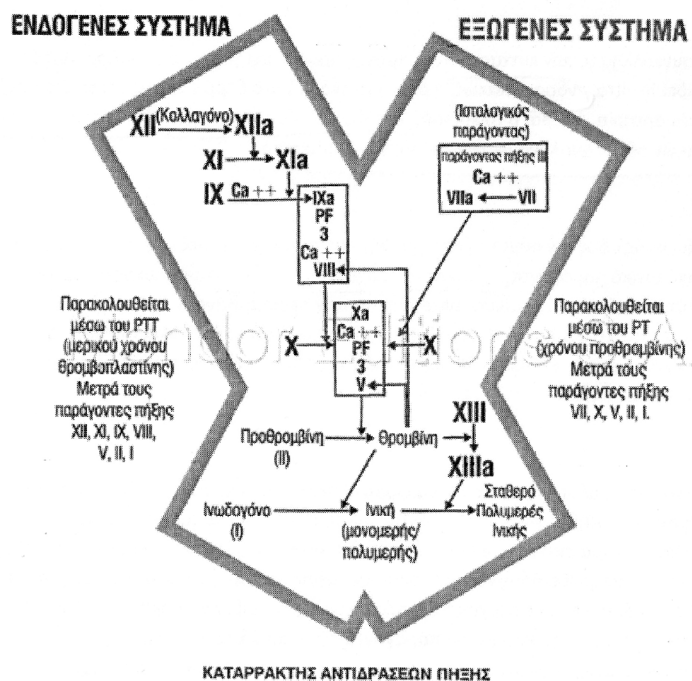 ΕΝΔΟΓΕΝΕΣ ΣΥΣΤΗΜΑ
ΕΞΩΓΕΝΕΣ ΣΥΣΤΗΜΑ
XII (Κολλαγόνο) XIIa
XI XIa
IX Ca ++ IXa
PF
3
Ca ++
VIII
(Ιστολογικός
παράγοντας)
παράγοντας πήξης III
Ca ++
VIIa VII
Xa
Ca ++
X PF X
3
V
Παρακολουθείται
μέσω του PTT
(μερικού χρόνου
θρομβοπλαστίνης)
Μετρά τους
παράγοντες πήξης
XII, XI, IX, VIII,
V, II, I
Παρακολουθείται
μέσω του PT
(χρόνου προθρομβίνης)
Μετρά τους
παράγοντες πήξης
VII, X, V, II, I.
Προθρομβίνη Θρομβίνη
(II)
XIII
XIIIa
Ινωδογόνο Ινική Σταθερό
(I) (μονομερής/ Πολυμερές
πολυμερής) Ινικής
Editions
ΚΑΤΑΡΡΑΚΤΗΣ ΑΝΤΙΔΡΑΣΕΩΝ ΠΗΞΗΣ